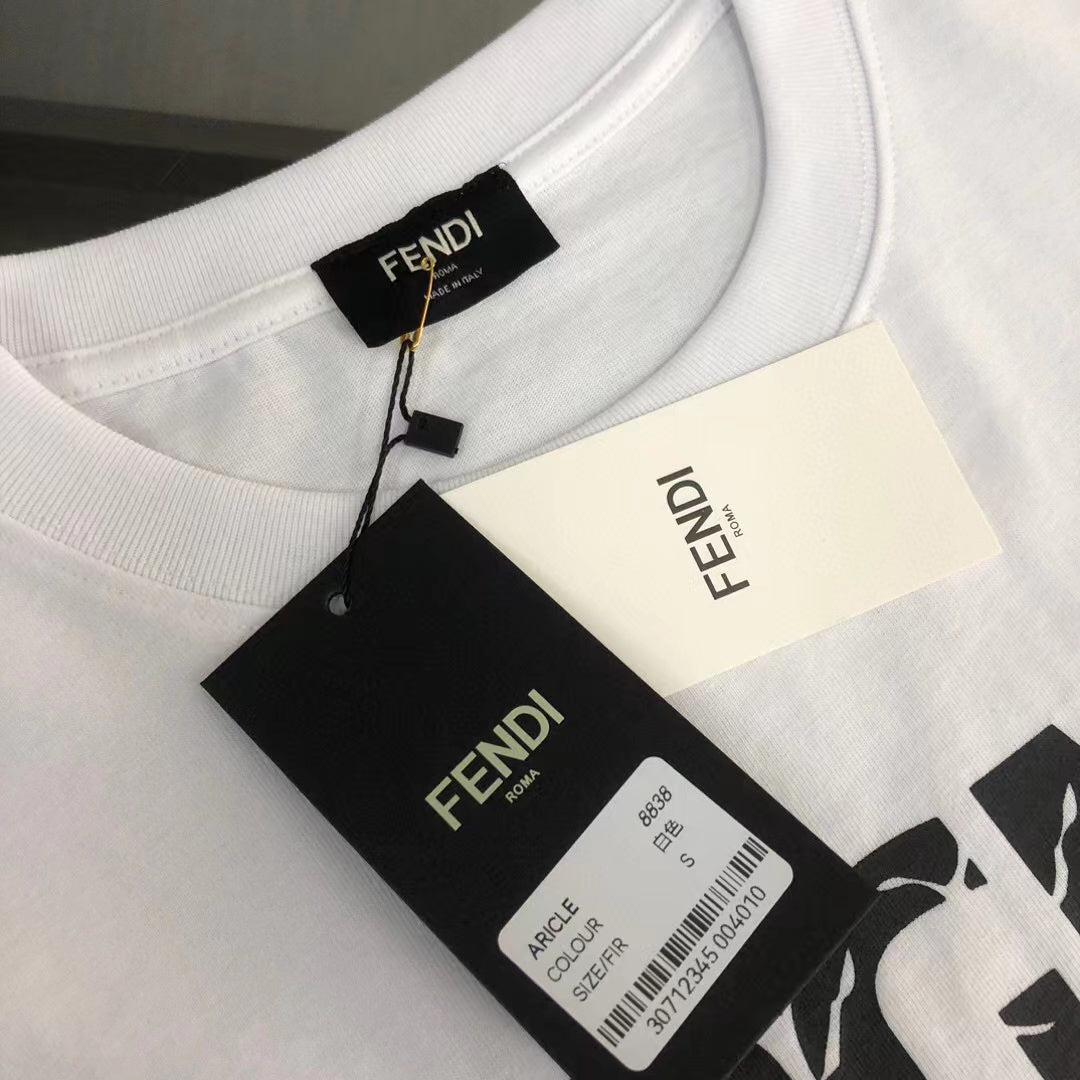 FENDI
ROMA
MADE IN ITALY
FENDI
ROMA
FENDI
ROMA
ARICLE 8838
COLOUR 白色
SIZE/FIR S
30712345 004010